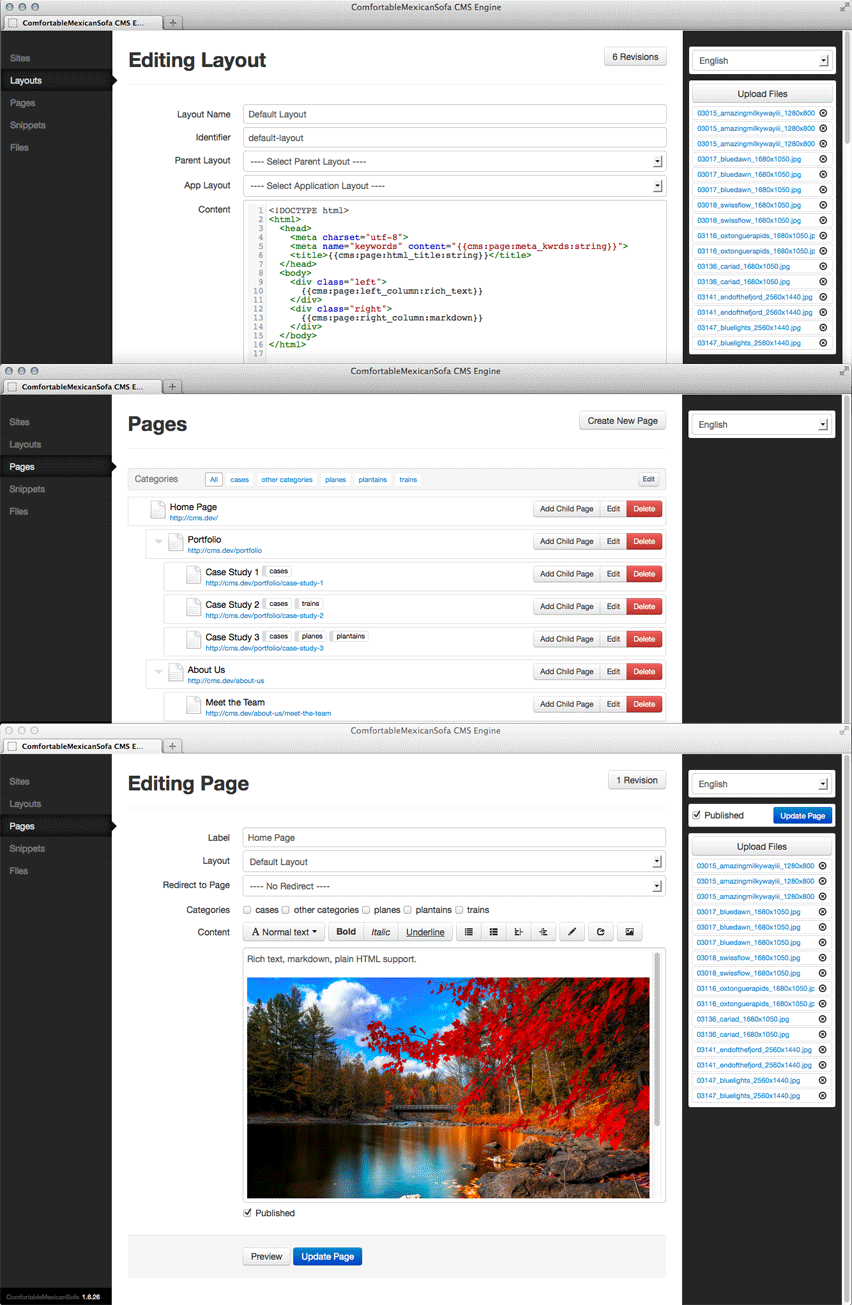 ComfortableMexicanSofa CMS Engine
ComfortableMexicanSofa CMS E...
Sites
Layouts
Pages
Snippets
Files
Editing Layout
6 Revisions
Layout Name Default Layout
Identifier default-layout
Parent Layout ---- Select Parent Layout ----
App Layout ---- Select Application Layout ----
Content
1 <!DOCTYPE html>
2 <html>
3 <head>
4 <meta charset="utf-8">
5 <meta name="keywords" content="{{cms:page:meta_kwrds:string}}">
6 <title>{{cms:page:html_title:string}}</title>
7 </head>
8 <body>
9 <div class="left">
10 {{cms:page:left_column:rich_text}}
11 </div>
12 <div class="right">
13 {{cms:page:right_column:markdown}}
14 </div>
15 </body>
16 </html>
17
English
Upload Files
03015_amazingmilkywayiii_1280x800
03015_amazingmilkywayiii_1280x800
03015_amazingmilkywayiii_1280x800
03017_bluedawn_1680x1050.jpg
03017_bluedawn_1680x1050.jpg
03017_bluedawn_1680x1050.jpg
03018_swissflow_1680x1050.jpg
03018_swissflow_1680x1050.jpg
03116_oxtonguerapids_1680x1050.jp
03116_oxtonguerapids_1680x1050.jp
03136_cariad_1680x1050.jpg
03136_cariad_1680x1050.jpg
03141_endofthefjord_2560x1440.jpg
03141_endofthefjord_2560x1440.jpg
03147_bluelights_2560x1440.jpg
03147_bluelights_2560x1440.jpg
ComfortableMexicanSofa CMS Engine
ComfortableMexicanSofa CMS E...
Sites
Layouts
Pages
Snippets
Files
Pages
Create New Page
Categories All cases other categories planes plantains trains Edit
Home Page
http://cms.dev/
Add Child Page Edit Delete
Portfolio
http://cms.dev/portfolio
Add Child Page Edit Delete
Case Study 1 cases
http://cms.dev/portfolio/case-study-1
Add Child Page Edit Delete
Case Study 2 cases trains
http://cms.dev/portfolio/case-study-2
Add Child Page Edit Delete
Case Study 3 cases planes plantains
http://cms.dev/portfolio/case-study-3
Add Child Page Edit Delete
About Us
http://cms.dev/about-us
Add Child Page Edit Delete
Meet the Team
http://cms.dev/about-us/meet-the-team
Add Child Page Edit Delete
English
ComfortableMexicanSofa CMS Engine
ComfortableMexicanSofa CMS E...
Sites
Layouts
Pages
Snippets
Files
Editing Page
1 Revision
Label Home Page
Layout Default Layout
Redirect to Page ---- No Redirect ----
Categories cases other categories planes plantains trains
Content A Normal text Bold Italic Underline
Rich text, markdown, plain HTML support.
Published
Preview Update Page
English
Published Update Page
Upload Files
03015_amazingmilkywayiii_1280x800
03015_amazingmilkywayiii_1280x800
03015_amazingmilkywayiii_1280x800
03017_bluedawn_1680x1050.jpg
03017_bluedawn_1680x1050.jpg
03017_bluedawn_1680x1050.jpg
03018_swissflow_1680x1050.jpg
03018_swissflow_1680x1050.jpg
03116_oxtonguerapids_1680x1050.jp
03116_oxtonguerapids_1680x1050.jp
03136_cariad_1680x1050.jpg
03136_cariad_1680x1050.jpg
03141_endofthefjord_2560x1440.jpg
03141_endofthefjord_2560x1440.jpg
03147_bluelights_2560x1440.jpg
03147_bluelights_2560x1440.jpg
ComfortableMexicanSofa 1.6.26